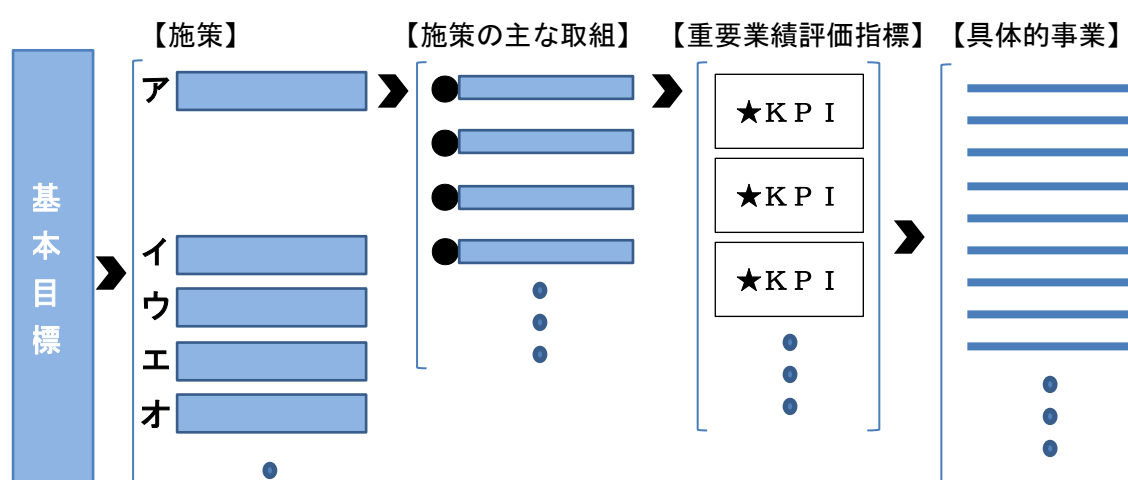 【施策】
【施策の主な取組】
【重要業績評価指標】
【具体的事業】
基本目標
ア
イ
ウ
エ
オ
★ＫＰＩ
★ＫＰＩ
★ＫＰＩ